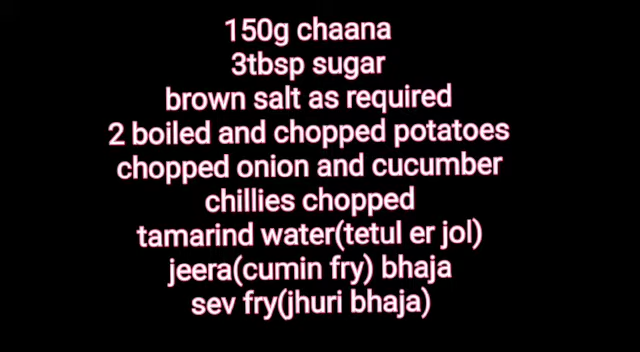 150g chaana
3tbsp sugar
brown salt as required
2 boiled and chopped potatoes
chopped onion and cucumber
chillies chopped
tamarind water(tetul er jol)
jeera(cumin fry) bhaja
sev fry(jhuri bhaja)